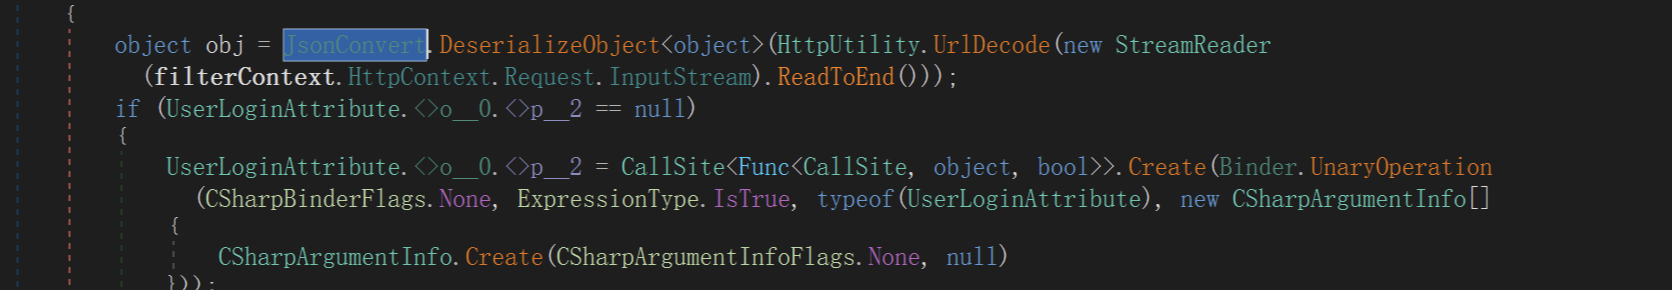 {
object obj = JsonConvert.DeserializeObject<object>(HttpUtility.UrlDecode(new StreamReader
(filterContext.HttpContext.Request.InputStream).ReadToEnd()));
if (UserLoginAttribute.<>o__0.<>p__2 == null)
{
UserLoginAttribute.<>o__0.<>p__2 = CallSite<Func<CallSite, object, bool>>.Create(Binder.UnaryOperation
(CSharpBinderFlags.None, ExpressionType.IsTrue, typeof(UserLoginAttribute), new CSharpArgumentInfo[]
{
CSharpArgumentInfo.Create(CSharpArgumentInfoFlags.None, null)
}));